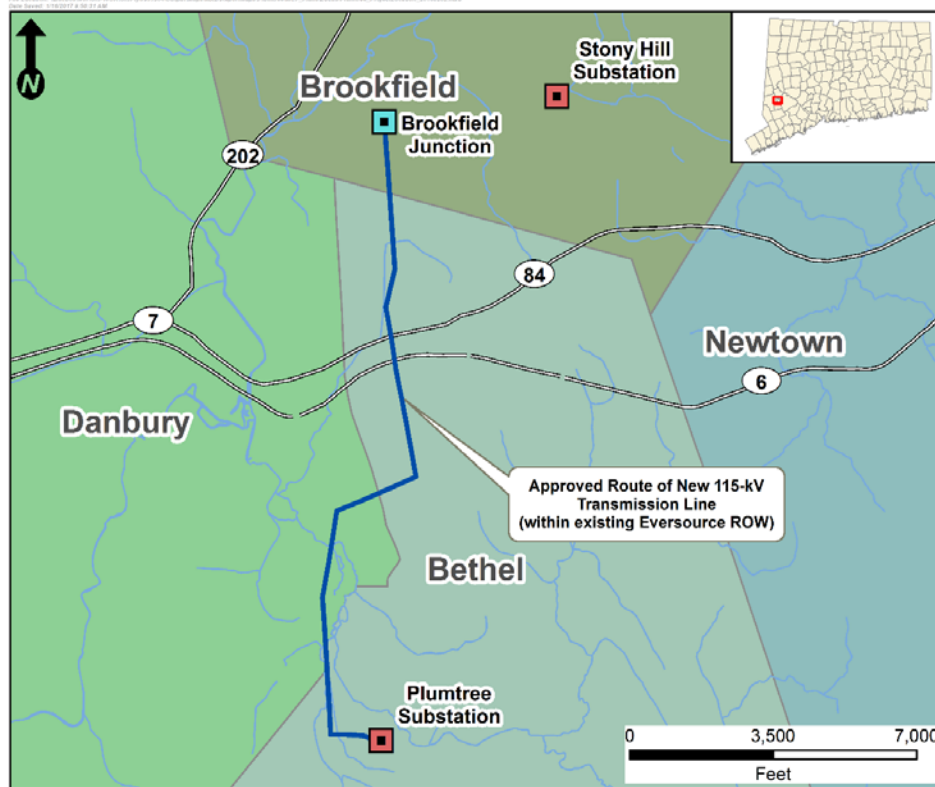 N
Stony Hill
Substation
Brookfield
Brookfield
Junction
202
84
7
Newtown
6
Danbury
Approved Route of New 115-kV
Transmission Line
(within existing Eversource ROW)
Bethel
Plumtree
Substation
0 3,500 7,000
Feet